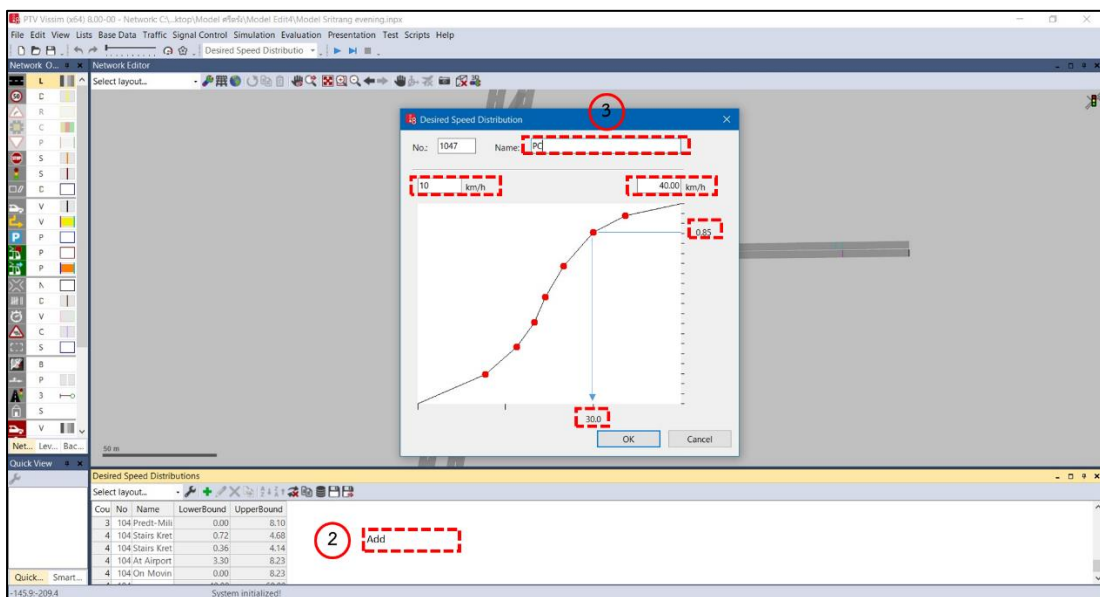 PTV Vissim (x64) 8.00-00 - Network: C:\...ktop\Model ศรีตรัง\Model Edit4\Model Sritrang evening.inpx
File Edit View Lists Base Data Traffic Signal Control Simulation Evaluation Presentation Test Scripts Help
Desired Speed Distributio
Network O... Network Editor
Select layout...
L
C
R
C
P
S
S
C
V
V
P
P
P
N
C
V
C
S
B
P
3
S
V
3
Desired Speed Distribution
No.: 1047 Name: PC
10 km/h 40.00 km/h
0.85
30.0
OK Cancel
50 m
Net... Lev... Bac...
Quick View
Desired Speed Distributions
Select layout...
Cou No Name LowerBound UpperBound
3 104 Predt-Mili 0.00 8.10
4 104 Stairs Kret 0.72 4.68
4 104 Stairs Kret 0.36 4.14
4 104 At Airport 3.30 8.23
4 104 On Movin 0.00 8.23
2 Add
Quick... Smart...
-145.9:-209.4 System initialized!